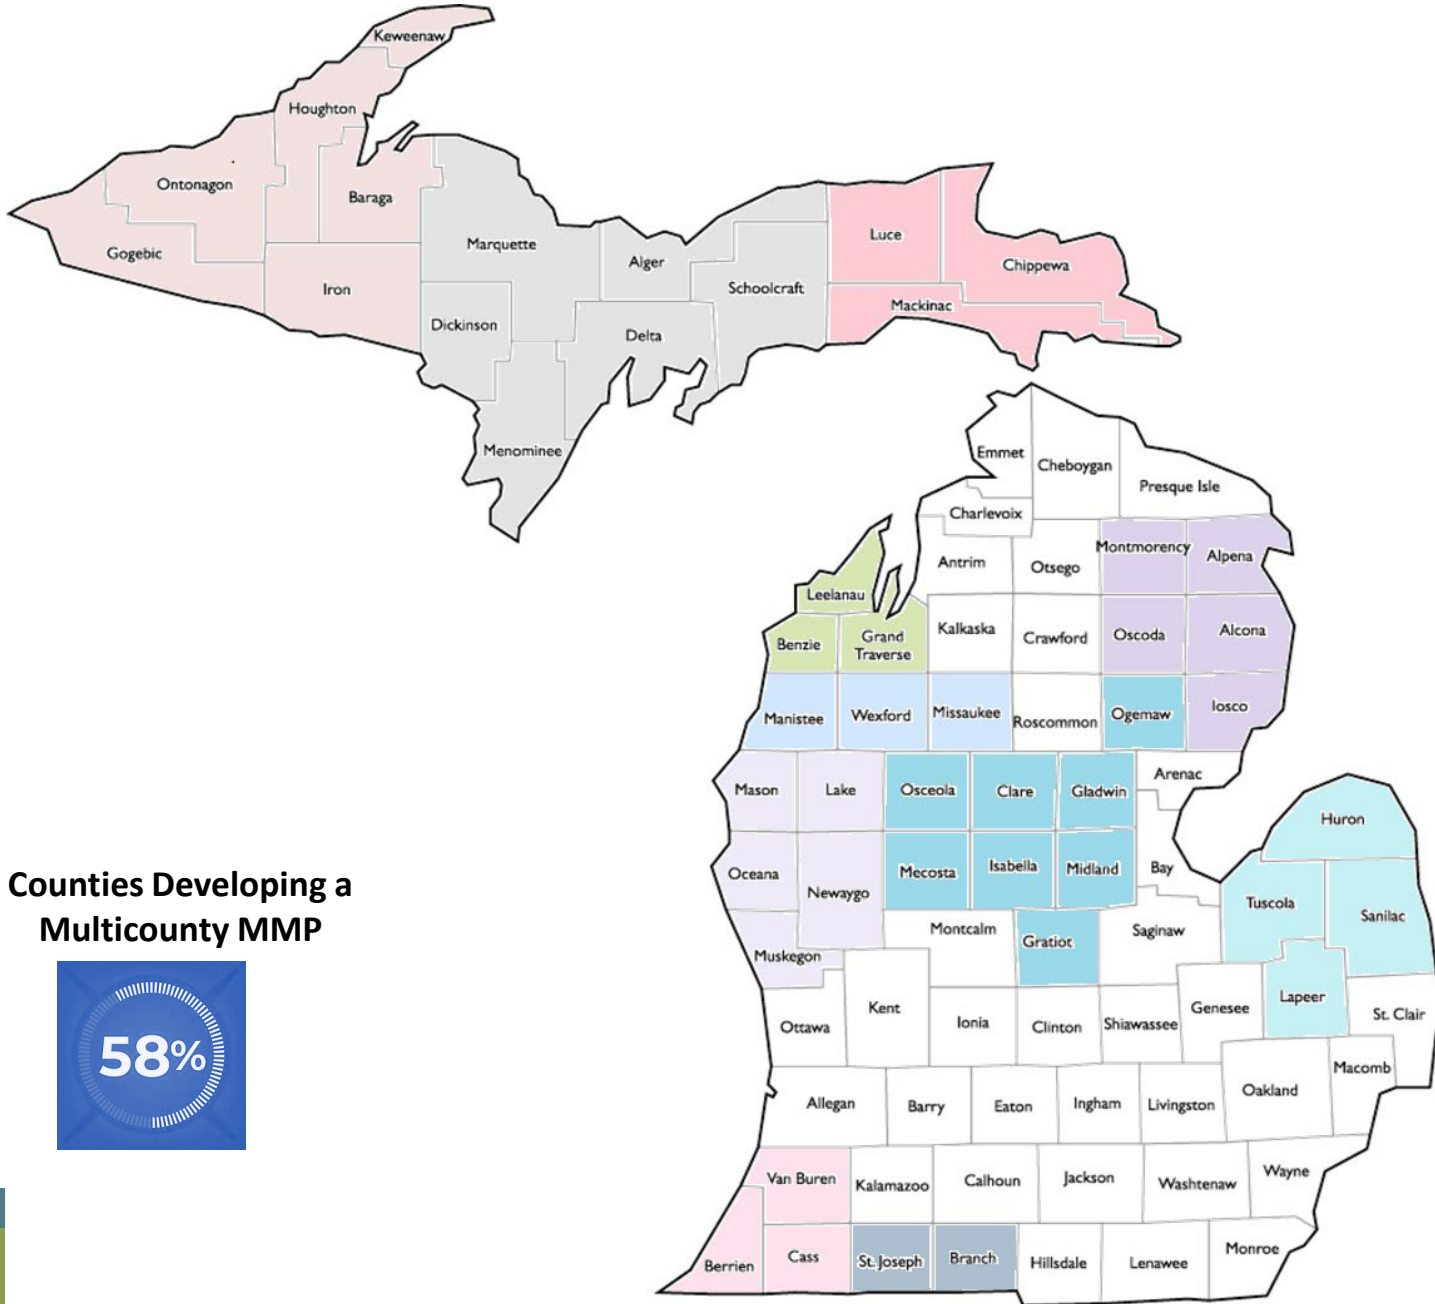 Keweenaw
Houghton
Ontonagon
Baraga
Gogebic
Iron
Marquette
Alger
Schoolcraft
Dickinson
Delta
Menominee
Luce
Chippewa
Mackinac
Emmet
Cheboygan
Presque Isle
Charlevoix
Antrim
Otsego
Montmorency
Alpena
Leelanau
Benzie
Grand
Traverse
Kalkaska
Crawford
Oscoda
Alcona
Manistee
Wexford
Missaukee
Roscommon
Ogemaw
Iosco
Mason
Lake
Osceola
Clare
Gladwin
Arenac
Huron
Oceana
Newaygo
Mecosta
Isabella
Midland
Bay
Tuscola
Sanilac
Counties Developing a
Multicounty MMP
58%
Muskegon
Montcalm
Gratiot
Saginaw
Ottawa
Kent
Ionia
Clinton
Shiawassee
Genesee
Lapeer
St. Clair
Allegan
Barry
Eaton
Ingham
Livingston
Oakland
Macomb
Van Buren
Kalamazoo
Calhoun
Jackson
Washtenaw
Wayne
Berrien
Cass
St. Joseph
Branch
Hillsdale
Lenawee
Monroe